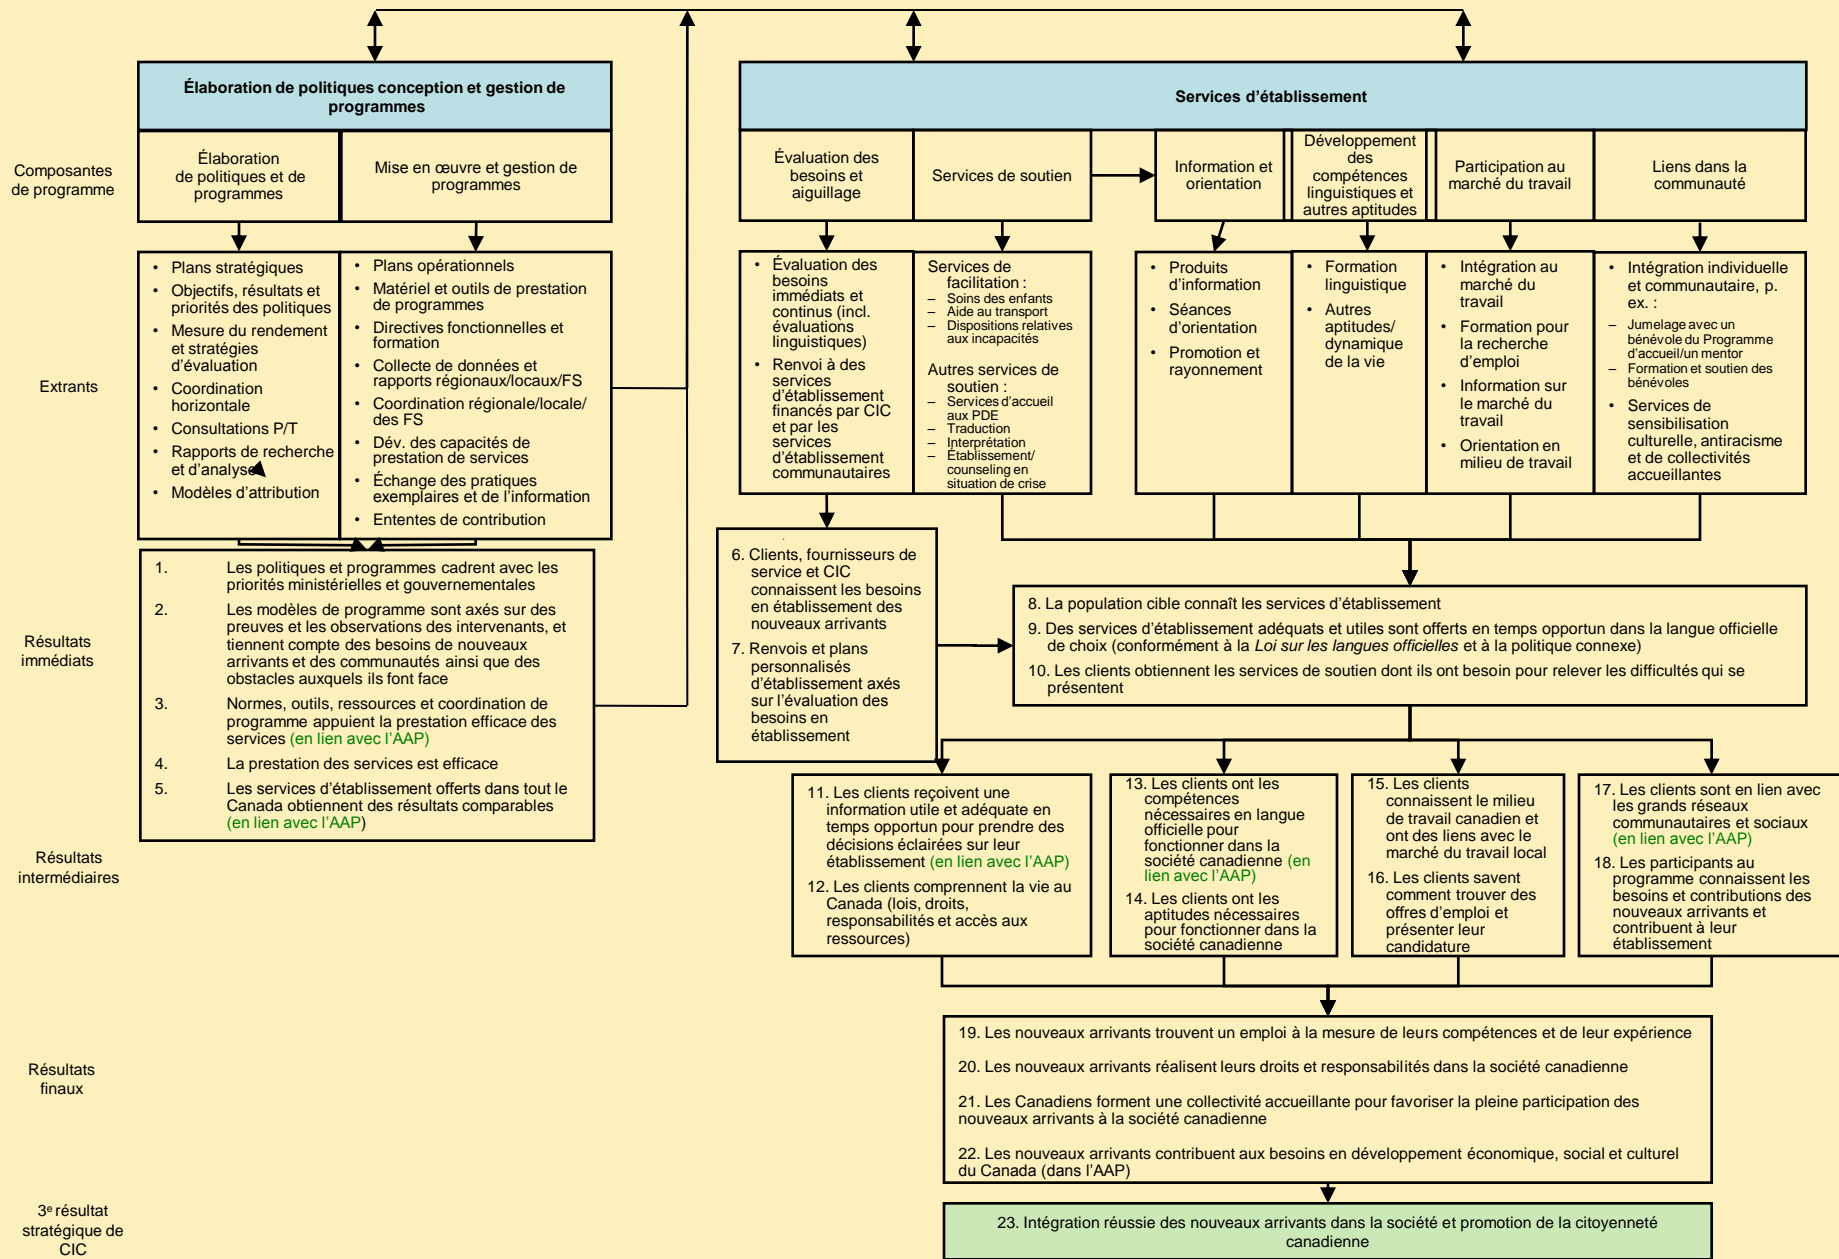 Élaboration de politiques conception et gestion de
programmes
Services d'établissement
Composantes
de programme
Élaboration
de politiques et de
programmes
Mise en œuvre et gestion de
programmes
Évaluation des
besoins et
aiguillage
Services de soutien
Information et
orientation
Développement
des
compétences
linguistiques et
autres aptitudes
Participation au
marché du travail
Liens dans la
communauté
Extrants
• Plans stratégiques
• Objectifs, résultats et
priorités des politiques
• Mesure du rendement
et stratégies
d'évaluation
• Coordination
horizontale
• Consultations P/T
• Rapports de recherche
et d'analyse
• Modèles d'attribution
• Plans opérationnels
• Matériel et outils de prestation
de programmes
• Directives fonctionnelles et
formation
• Collecte de données et
rapports régionaux/locaux/FS
• Coordination régionale/locale/
des FS
• Dév. des capacités de
prestation de services
• Échange des pratiques
exemplaires et de l'information
• Ententes de contribution
• Évaluation des
besoins
immédiats et
continus (incl.
évaluations
linguistiques)
• Renvoi à des
services
d'établissement
financés par CIC
et par les
services
d'établissement
communautaires
Services de
facilitation :
– Soins des enfants
– Aide au transport
– Dispositions relatives
aux incapacités
Autres services de
soutien :
– Services d'accueil
aux PDE
– Traduction
– Interprétation
– Établissement/
counseling en
situation de crise
• Produits
d'information
• Séances
d'orientation
• Promotion et
rayonnement
• Formation
linguistique
• Autres
aptitudes/
dynamique
de la vie
• Intégration au
marché du
travail
• Formation pour
la recherche
d'emploi
• Information sur
le marché du
travail
• Orientation en
milieu de travail
• Intégration individuelle
et communautaire, p.
ex. :
– Jumelage avec un
bénévole du Programme
d'accueil/un mentor
– Formation et soutien des
bénévoles
• Services de
sensibilisation
culturelle, antiracisme
et de collectivités
accueillantes
Résultats
immédiats
1. Les politiques et programmes cadrent avec les
priorités ministérielles et gouvernementales
2. Les modèles de programme sont axés sur des
preuves et les observations des intervenants, et
tiennent compte des besoins de nouveaux
arrivants et des communautés ainsi que des
obstacles auxquels ils font face
3. Normes, outils, ressources et coordination de
programme appuient la prestation efficace des
services (en lien avec l'AAP)
4. La prestation des services est efficace
5. Les services d'établissement offerts dans tout le
Canada obtiennent des résultats comparables
(en lien avec l'AAP)
6. Clients, fournisseurs de
service et CIC
connaissent les besoins
en établissement des
nouveaux arrivants
7. Renvois et plans
personnalisés
d'établissement axés
sur l'évaluation des
besoins en
établissement
8. La population cible connaît les services d'établissement
9. Des services d'établissement adéquats et utiles sont offerts en temps opportun dans la langue officielle
de choix (conformément à la Loi sur les langues officielles et à la politique connexe)
10. Les clients obtiennent les services de soutien dont ils ont besoin pour relever les difficultés qui se
présentent
Résultats
intermédiaires
11. Les clients reçoivent une
information utile et adéquate en
temps opportun pour prendre des
décisions éclairées sur leur
établissement (en lien avec l'AAP)
12. Les clients comprennent la vie au
Canada (lois, droits,
responsabilités et accès aux
ressources)
13. Les clients ont les
compétences
nécessaires en langue
officielle pour
fonctionner dans la
société canadienne (en
lien avec l'AAP)
14. Les clients ont les
aptitudes nécessaires
pour fonctionner dans la
société canadienne
15. Les clients
connaissent le milieu
de travail canadien et
ont des liens avec le
marché du travail local
16. Les clients savent
comment trouver des
offres d'emploi et
présenter leur
candidature
17. Les clients sont en lien avec
les grands réseaux
communautaires et sociaux
(en lien avec l'AAP)
18. Les participants au
programme connaissent les
besoins et contributions des
nouveaux arrivants et
contribuent à leur
établissement
Résultats
finaux
19. Les nouveaux arrivants trouvent un emploi à la mesure de leurs compétences et de leur expérience
20. Les nouveaux arrivants réalisent leurs droits et responsabilités dans la société canadienne
21. Les Canadiens forment une collectivité accueillante pour favoriser la pleine participation des
nouveaux arrivants à la société canadienne
22. Les nouveaux arrivants contribuent aux besoins en développement économique, social et culturel
du Canada (dans l'AAP)
3e résultat
stratégique de
CIC
23. Intégration réussie des nouveaux arrivants dans la société et promotion de la citoyenneté
canadienne